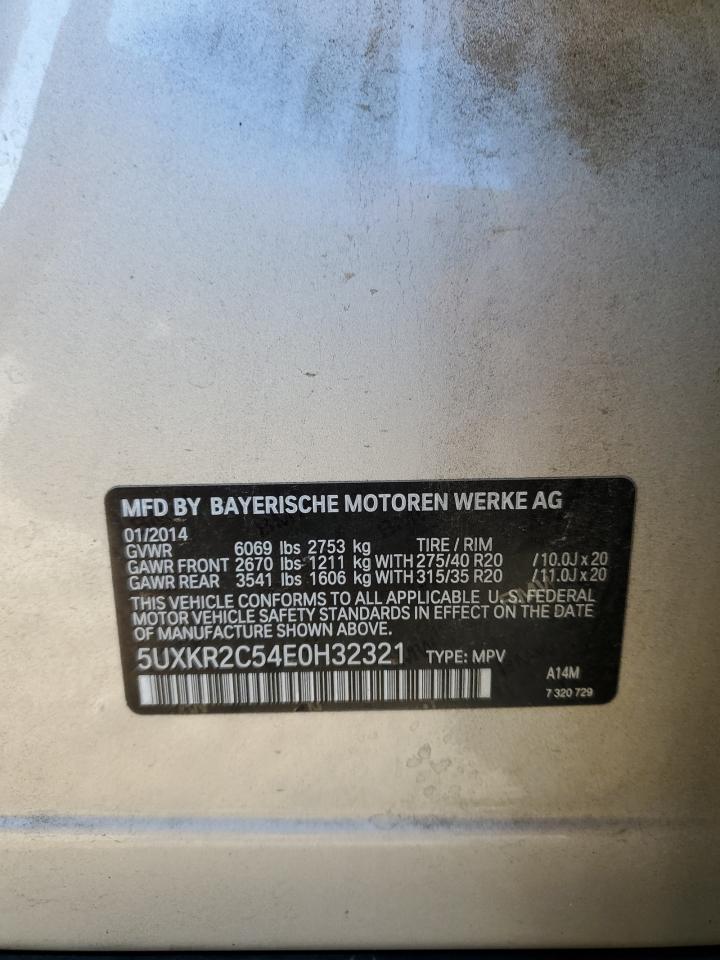 MFD BY BAYERISCHE MOTOREN WERKE AG
01/2014
GVWR 6069 lbs 2753 kg TIRE / RIM
GAWR FRONT 2670 lbs 1211 kg WITH 275/40 R20 / 10.0J x 20
GAWR REAR 3541 lbs 1606 kg WITH 315/35 R20 / 11.0J x 20
THIS VEHICLE CONFORMS TO ALL APPLICABLE U. S. FEDERAL
MOTOR VEHICLE SAFETY STANDARDS IN EFFECT ON THE DATE
OF MANUFACTURE SHOWN ABOVE.
5UXKR2C54E0H32321 TYPE: MPV
A14M
7 320 729